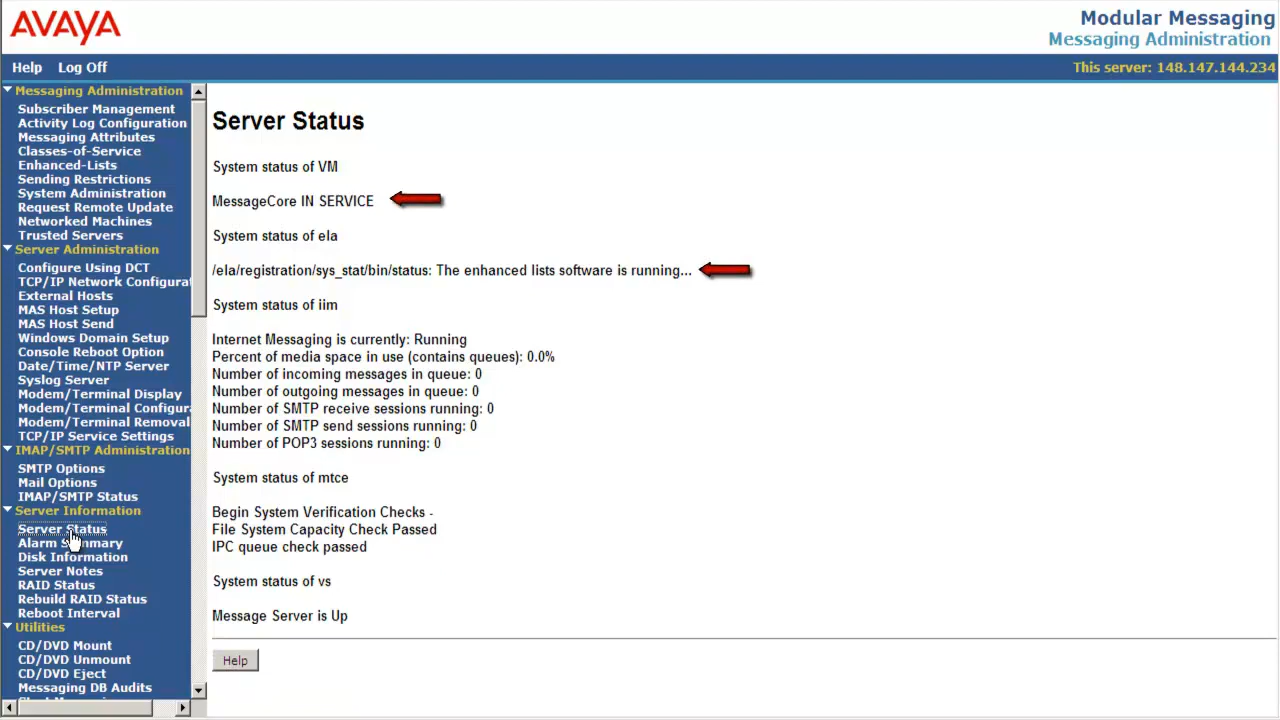 AVAYA
Modular Messaging
Messaging Administration
Help Log Off
This server: 148.147.144.234
Messaging Administration
Subscriber Management
Activity Log Configuration
Messaging Attributes
Classes-of-Service
Enhanced-Lists
Sending Restrictions
System Administration
Request Remote Update
Networked Machines
Trusted Servers
Server Administration
Configure Using DCT
TCP/IP Network Configurat
External Hosts
MAS Host Setup
MAS Host Send
Windows Domain Setup
Console Reboot Option
Date/Time/NTP Server
Syslog Server
Modem/Terminal Display
Modem/Terminal Configura
Modem/Terminal Removal
TCP/IP Service Settings
IMAP/SMTP Administration
SMTP Options
Mail Options
IMAP/SMTP Status
Server Information
Server Status
Alarm Summary
Disk Information
Server Notes
RAID Status
Rebuild RAID Status
Reboot Interval
Utilities
CD/DVD Mount
CD/DVD Unmount
CD/DVD Eject
Messaging DB Audits
Server Status
System status of VM
MessageCore IN SERVICE
System status of ela
/ela/registration/sys_stat/bin/status: The enhanced lists software is running...
System status of iim
Internet Messaging is currently: Running
Percent of media space in use (contains queues): 0.0%
Number of incoming messages in queue: 0
Number of outgoing messages in queue: 0
Number of SMTP receive sessions running: 0
Number of SMTP send sessions running: 0
Number of POP3 sessions running: 0
System status of mtce
Begin System Verification Checks -
File System Capacity Check Passed
IPC queue check passed
System status of vs
Message Server is Up
Help